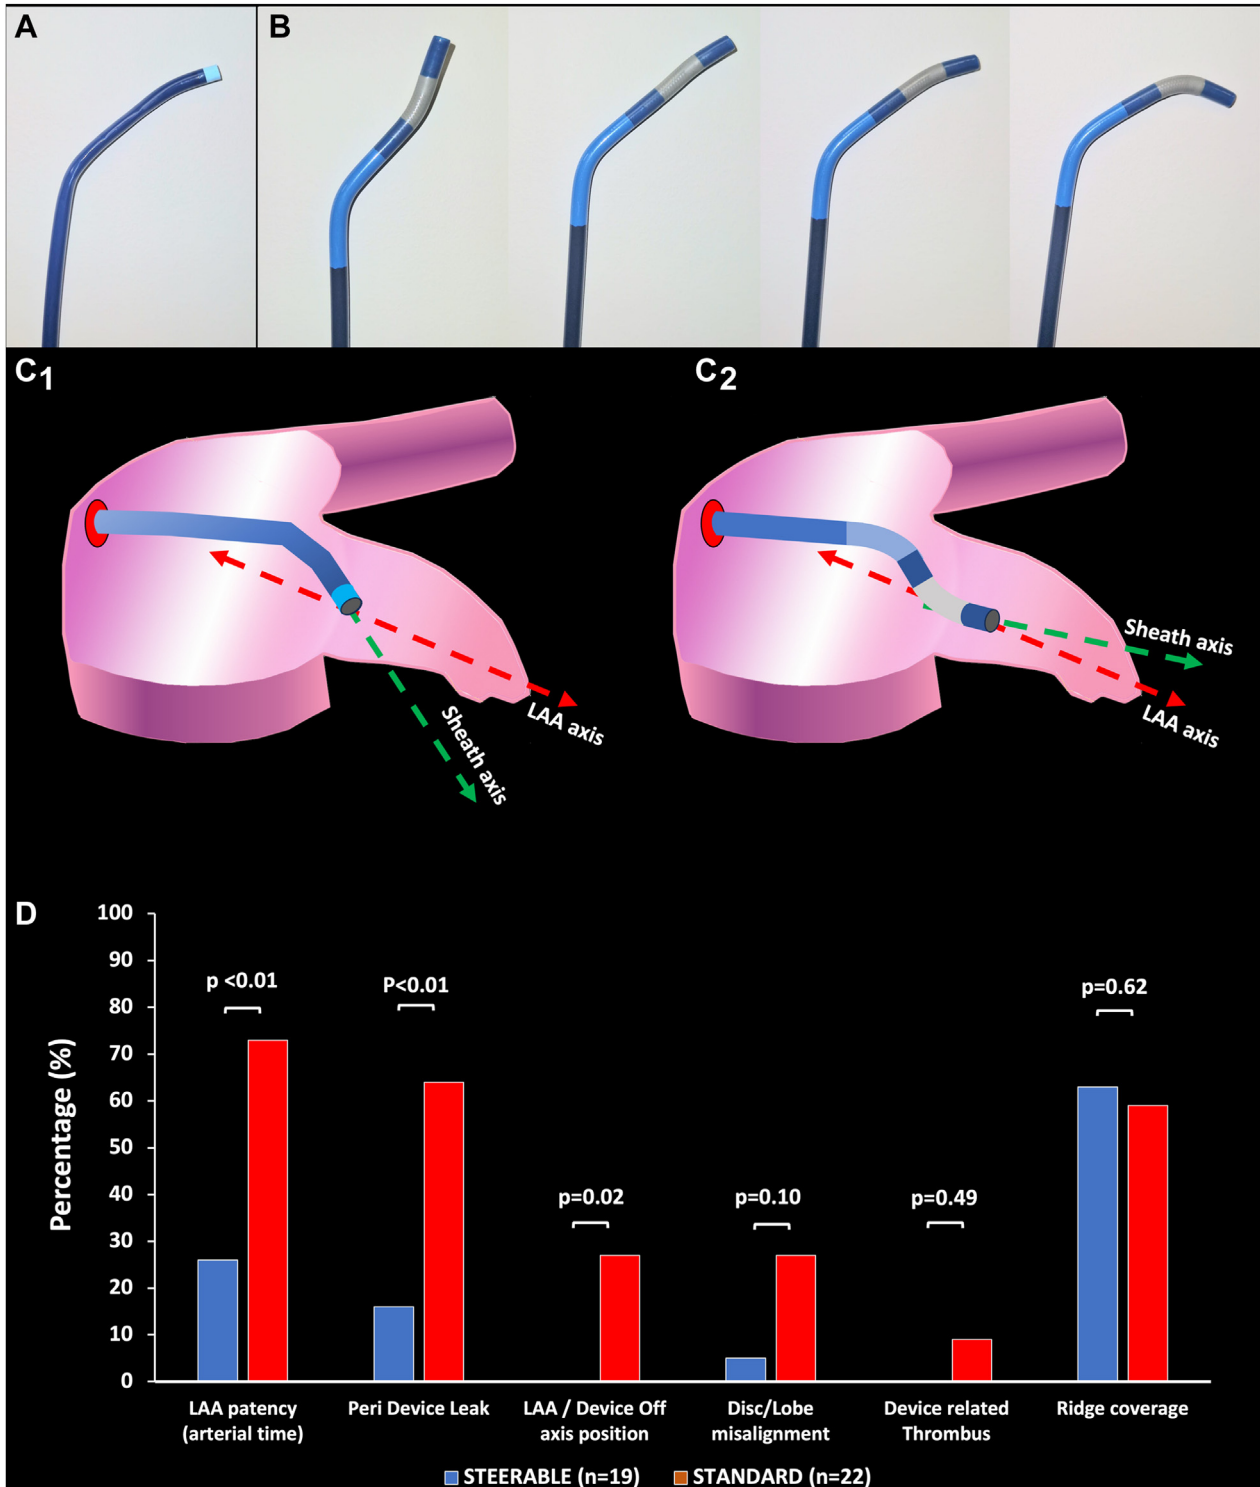 A
B
C1
C2
Sheath axis
LAA axis
Sheath axis
LAA axis
D
Percentage (%)
100
90
80
70
60
50
40
30
20
10
0
p <0.01
P<0.01
p=0.02
p=0.10
p=0.49
p=0.62
LAA patency
(arterial time)
Peri Device Leak
LAA / Device Off
axis position
Disc/Lobe
misalignment
Device related
Thrombus
Ridge coverage
STEERABLE (n=19)
STANDARD (n=22)